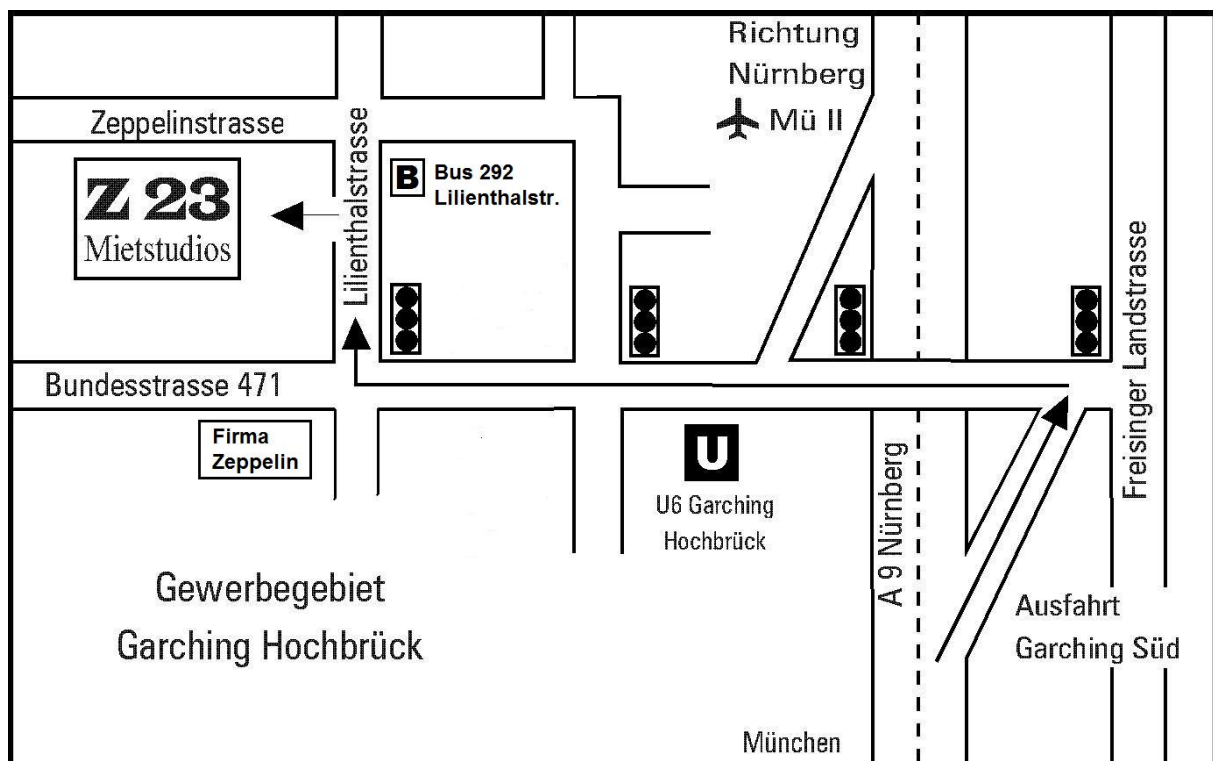 Richtung
Nürnberg
Mü II
Zeppelinstrasse
Lilienthalstrasse
B
Bus 292
Lilienthalstr.
Z 23
Mietstudios
Freisinger Landstrasse
Bundesstrasse 471
Firma
Zeppelin
U
U6 Garching
Hochbrück
A 9 Nürnberg
Gewerbegebiet
Garching Hochbrück
Ausfahrt
Garching Süd
München